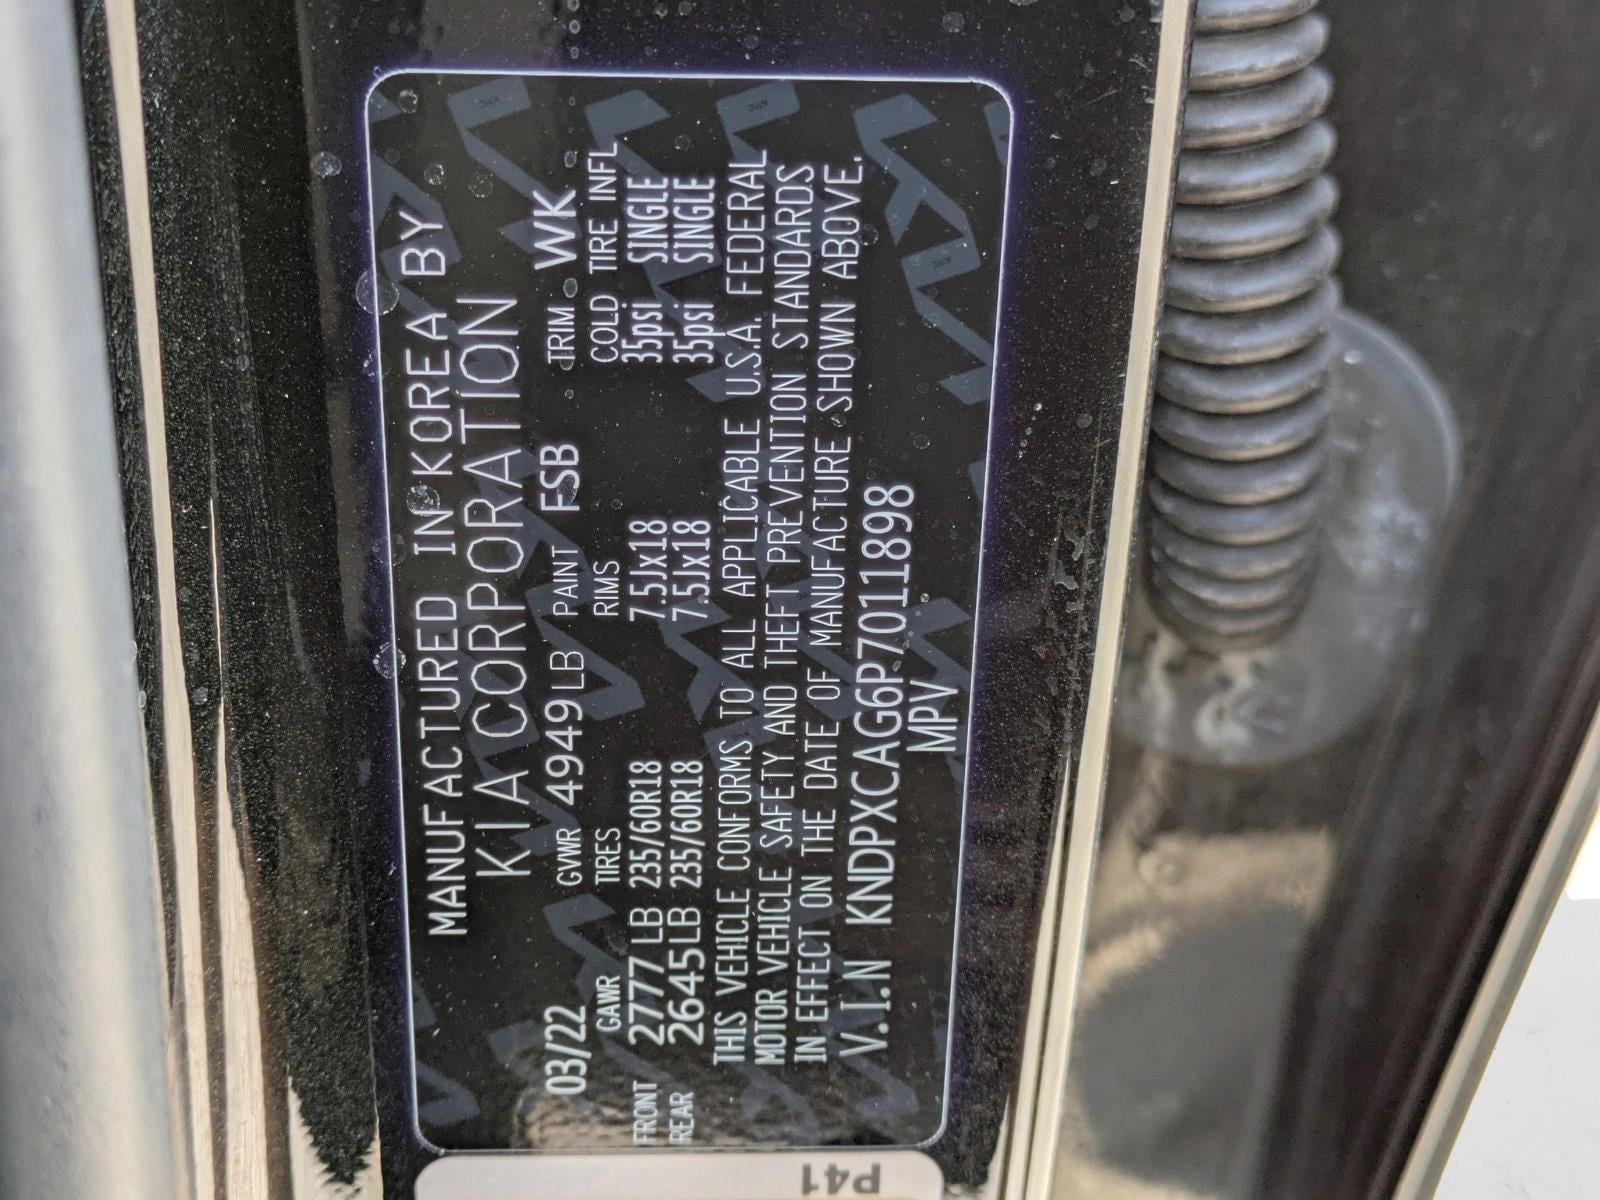 MANUFACTURED IN KOREA BY
KIA CORPORATION
03/22 GVWR 4949LB PAINT FSB TRIM WK
GAWR TIRES RIMS COLD TIRE INFL
FRONT 2777 LB 235/60R18 7.5Jx18 35psi SINGLE
REAR 2645LB 235/60R18 7.5Jx18 35psi SINGLE
THIS VEHICLE CONFORMS TO ALL APPLICABLE U.S.A. FEDERAL
MOTOR VEHICLE SAFETY AND THEFT PREVENTION STANDARDS
IN EFFECT ON THE DATE OF MANUFACTURE SHOWN ABOVE.
V.I.N KNDPXCAG6P7011898
MPV
P41